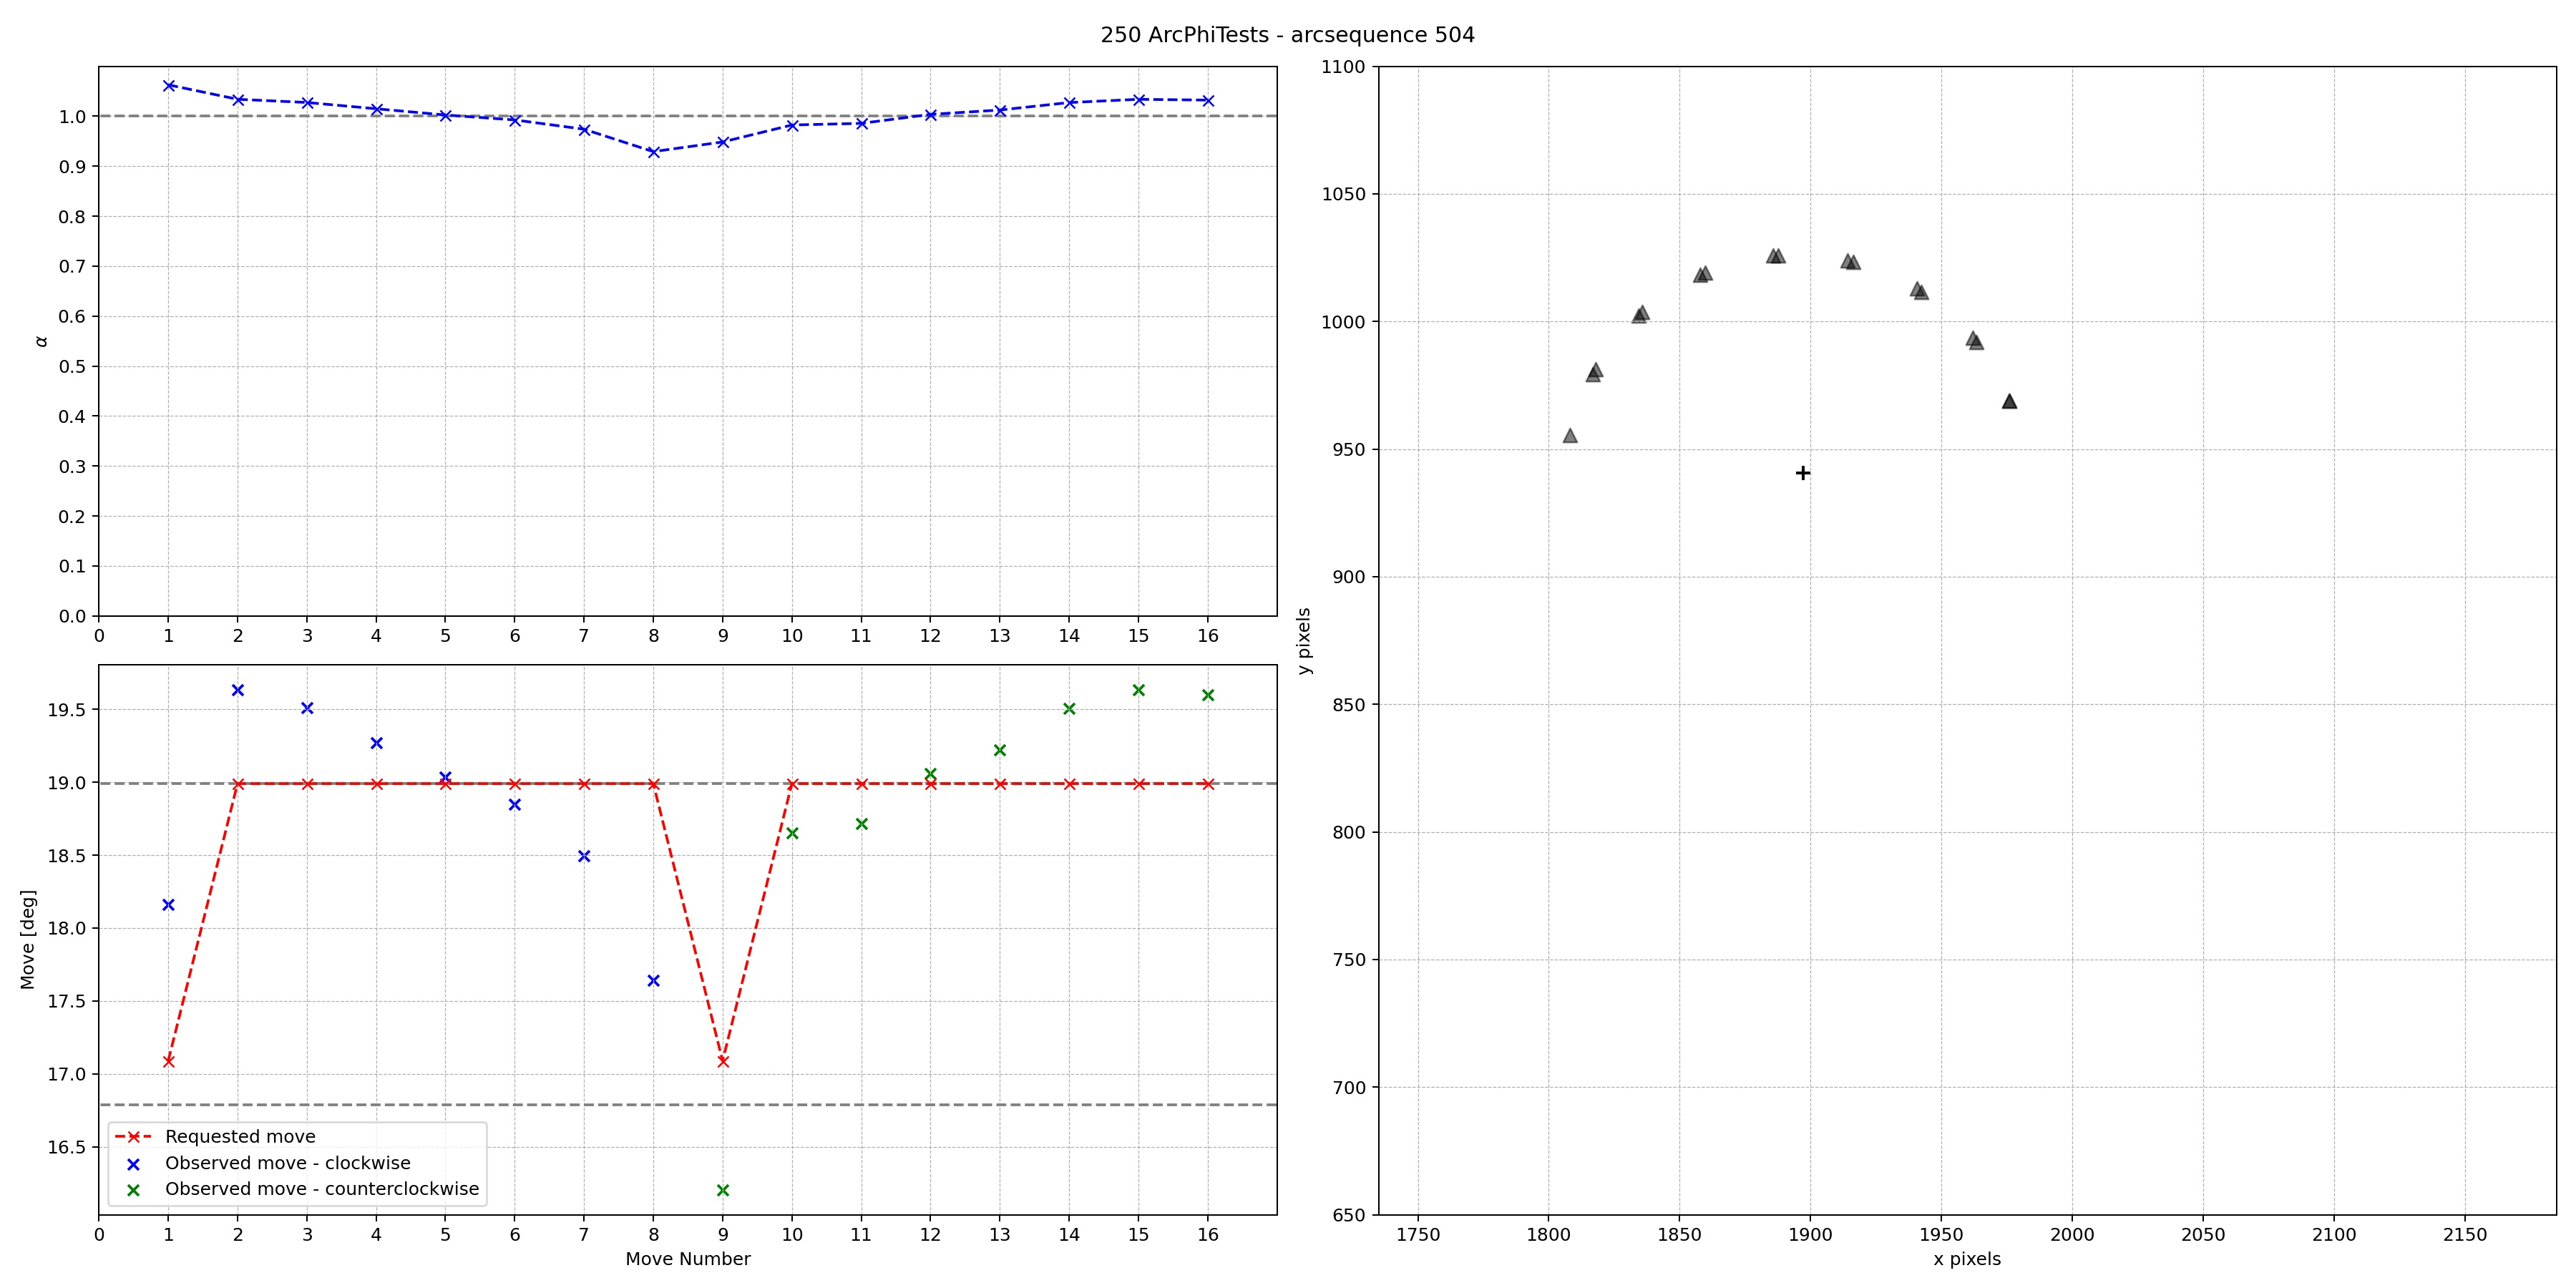 250 ArcPhiTests - arcsequence 504
1.0
0.9
0.8
0.7
0.6
0.5
0.4
0.3
0.2
0.1
0.0
α
0 1 2 3 4 5 6 7 8 9 10 11 12 13 14 15 16
19.5
19.0
18.5
18.0
17.5
17.0
16.5
Move [deg]
Requested move
Observed move - clockwise
Observed move - counterclockwise
0 1 2 3 4 5 6 7 8 9 10 11 12 13 14 15 16
Move Number
1100
1050
1000
950
900
850
800
750
700
650
y pixels
1750 1800 1850 1900 1950 2000 2050 2100 2150
x pixels